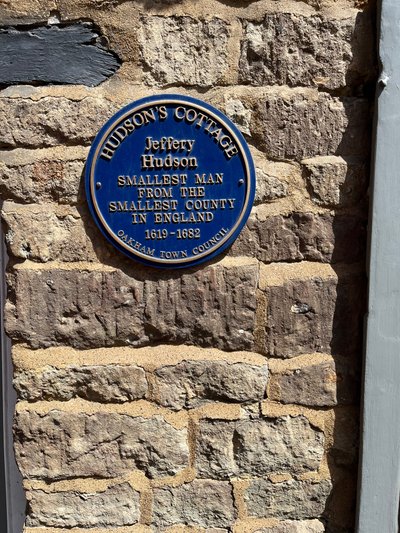 HUDSON'S COTTAGE
Jeffery
Hudson
SMALLEST MAN
FROM THE
SMALLEST COUNTY
IN ENGLAND
1619-1682
OAKHAM TOWN COUNCIL